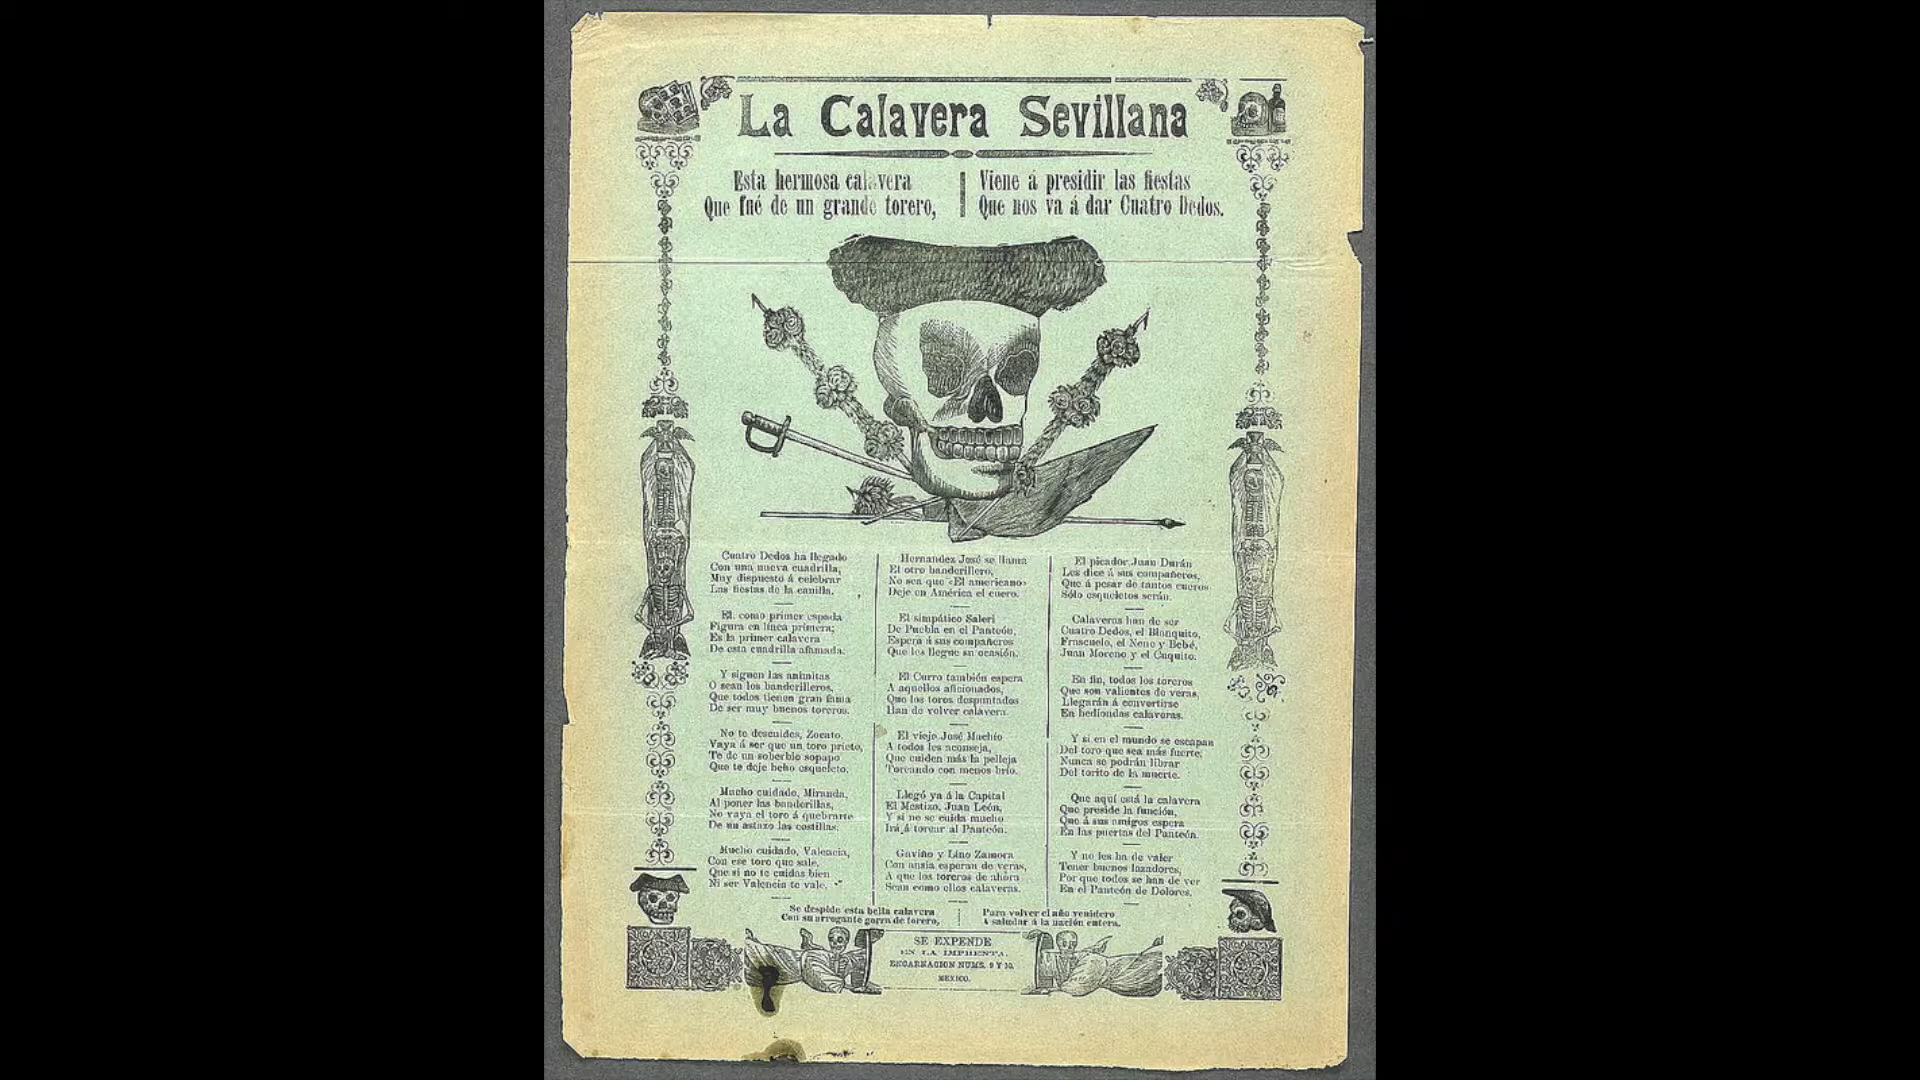 La Calavera Sevillana
Esta hermosa calavera
Que fué de un grande torero,
Viene á presidir las fiestas
Que nos va á dar Cuatro Dedos.
Cuatro Dedos ha llegado
Con una nueva cuadrilla,
Muy dispuesto á celebrar
Las fiestas de la canilla.
El, como primer espada
Figura en línea primera;
Es la primer calavera
De esta cuadrilla afamada.
Y siguen las
O sean los banderilleros,
Que todos tienen gran fama
De ser muy buenos toreros.
No te descuides, Zocato
Vaya á ser que un toro prieto,
Te dé un soberbio sopapo
Que te deje hecho esqueleto.
Mucho cuidado, Miranda,
Al poner las banderillas,
No vaya el toro á quebrarte
De un astazo las costillas.
Mucho cuidado, Valencia,
Con ese toro que sale,
Que si no te cuidas bien
Ni ser Valencia te vale.
Hernandez José se llama
El otro banderillero,
No sea que «El americano»
Deje en América el cuero.
El simpático Saleri
De Puebla en el Panteón,
Espera á sus compañeros
Que les llegue su ocasión.
El Curro también espera
A aquellos aficionados,
Que los toros despuntados
Han de volver calavera.
El viejo José Machío
A todos les aconseja,
Que cuiden más la pelleja
Toreando con menos brío.
Llegó ya á la Capital
El Mestizo, Juan León,
Y si no se cuida mucho
Irá á torear al Panteón.
Gaviño y Lino Zamora
Con ansia esperan de veras,
A que los toreros de ahora
Sean como ellos calaveras.
El picador Juan Durán
Les dice á sus compañeros,
Que á pesar de tantos cueros
Sólo esqueletos serán.
Calaveras han de ser
Cuatro Dedos, el Blanquito,
Frascuelo, el Nene y Bebé,
Juan Moreno y el Cuquito.
En fin, todos los toreros
Que son valientes de veras,
Llegarán á convertirse
En hediondas calaveras.
Y si en el mundo se escapan
Del toro que sea más fuerte,
Nunca se podrán librar
Del torito de la muerte.
Que aquí está la calavera
Que preside la función,
Que á sus amigos espera
En las puertas del Panteón.
Y no les ha de valer
Tener buenos lazadores,
Por que todos se han de ver
En el Panteón de Dolores.
Se despide esta bella calavera
Con su arrogante gorra de torero,
Para volver el año venidero
A saludar á la nación entera.
SE EXPENDE
EN LA IMPRENTA.
ENCARNACION NUMS. 9 Y 10.
MEXICO.